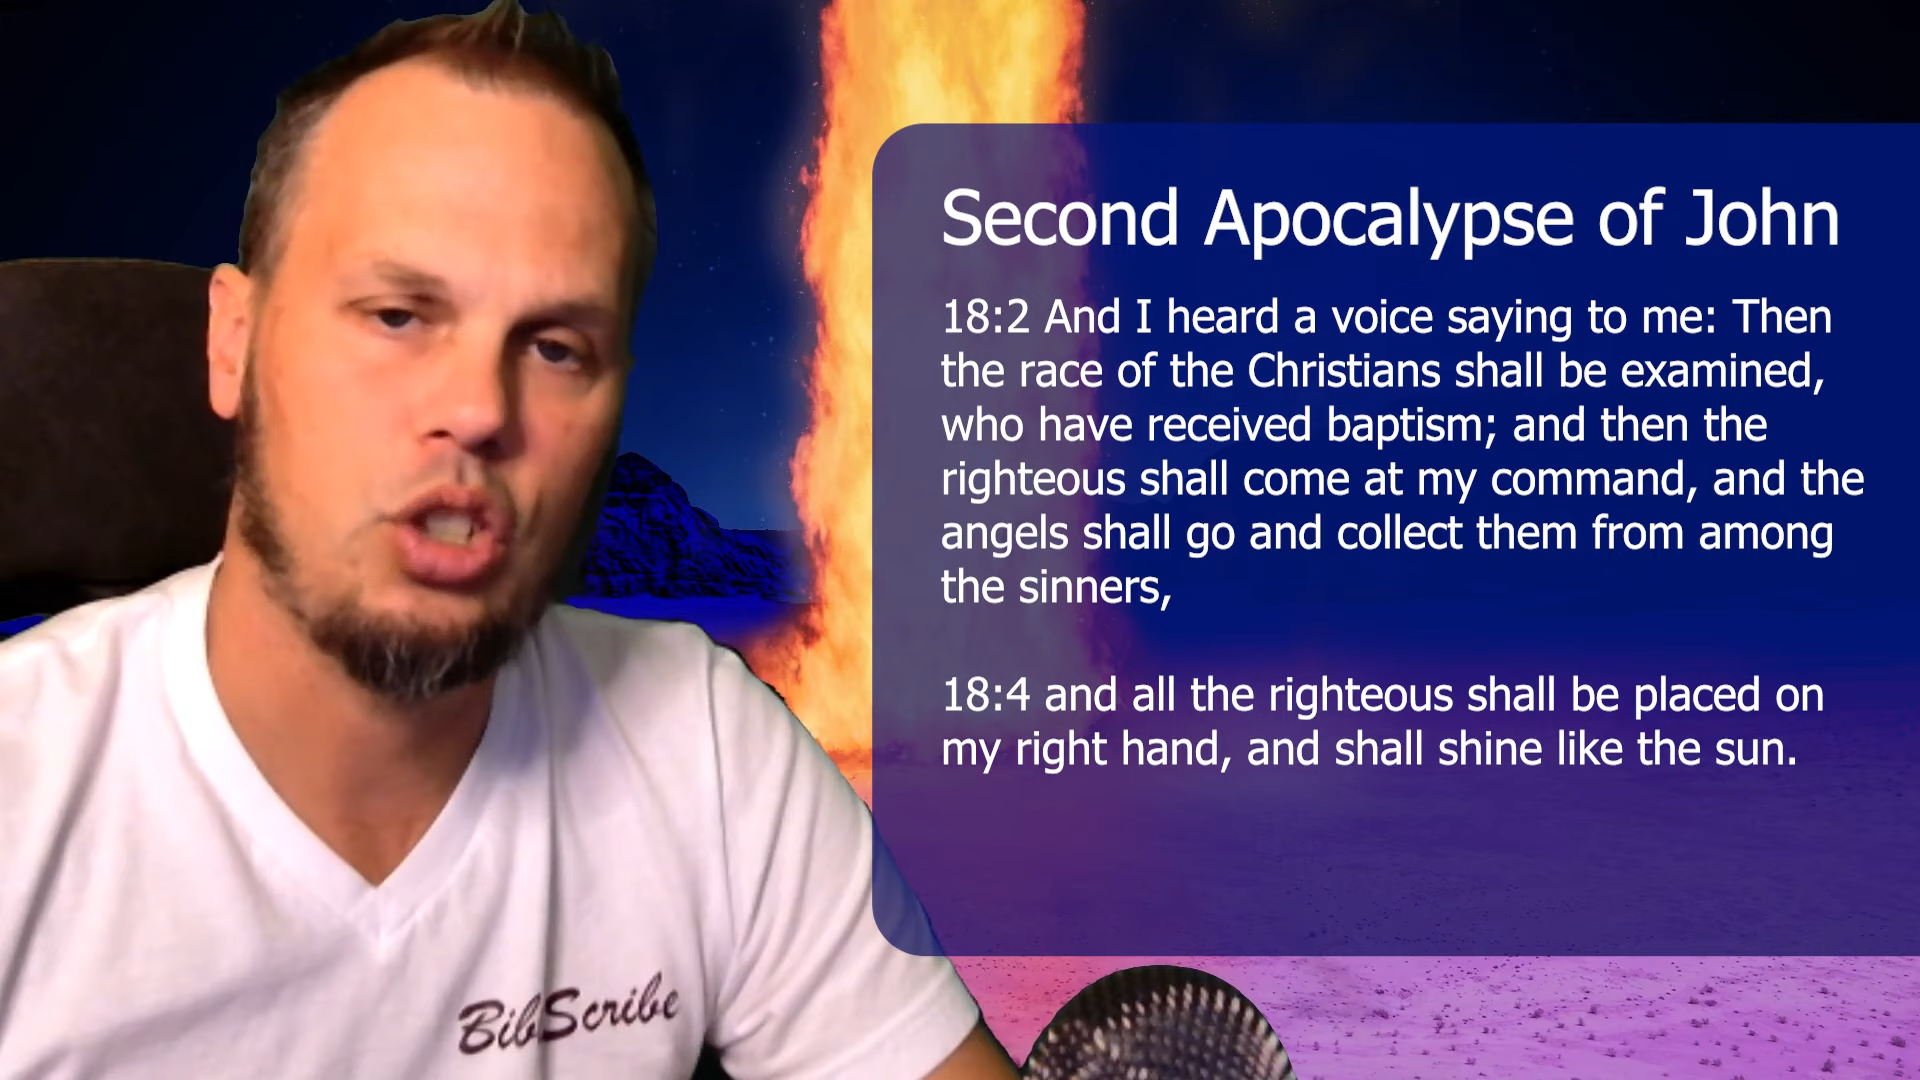 Second Apocalypse of John
18:2 And I heard a voice saying to me: Then
the race of the Christians shall be examined,
who have received baptism; and then the
righteous shall come at my command, and the
angels shall go and collect them from among
the sinners,
18:4 and all the righteous shall be placed on
my right hand, and shall shine like the sun.
BibScribe